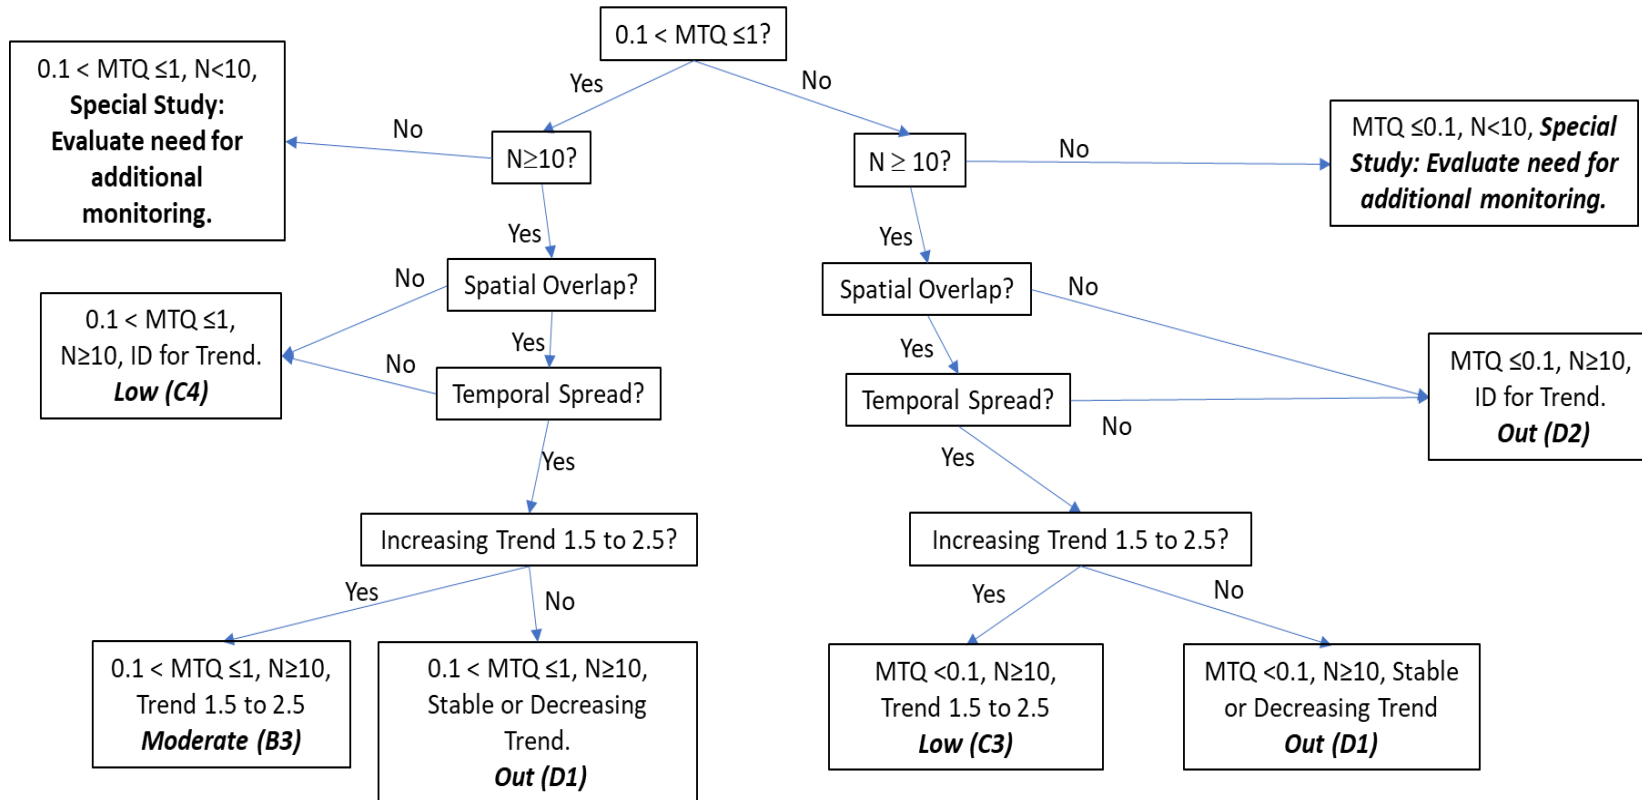 0.1 < MTQ ≤1?
Yes
No
0.1 < MTQ ≤1, N<10,
Special Study:
Evaluate need for
additional
monitoring.
No
N≥10?
N ≥ 10?
No
MTQ ≤0.1, N<10, Special
Study: Evaluate need for
additional monitoring.
Yes
Yes
Spatial Overlap?
No
Spatial Overlap?
No
0.1 < MTQ ≤1,
N≥10, ID for Trend.
Low (C4)
Yes
No
Temporal Spread?
Yes
Temporal Spread?
No
MTQ ≤0.1, N≥10,
ID for Trend.
Out (D2)
Yes
Yes
Increasing Trend 1.5 to 2.5?
Increasing Trend 1.5 to 2.5?
Yes
No
Yes
No
0.1 < MTQ ≤1, N≥10,
Trend 1.5 to 2.5
Moderate (B3)
0.1 < MTQ ≤1, N≥10,
Stable or Decreasing
Trend.
Out (D1)
MTQ <0.1, N≥10,
Trend 1.5 to 2.5
Low (C3)
MTQ <0.1, N≥10, Stable
or Decreasing Trend
Out (D1)